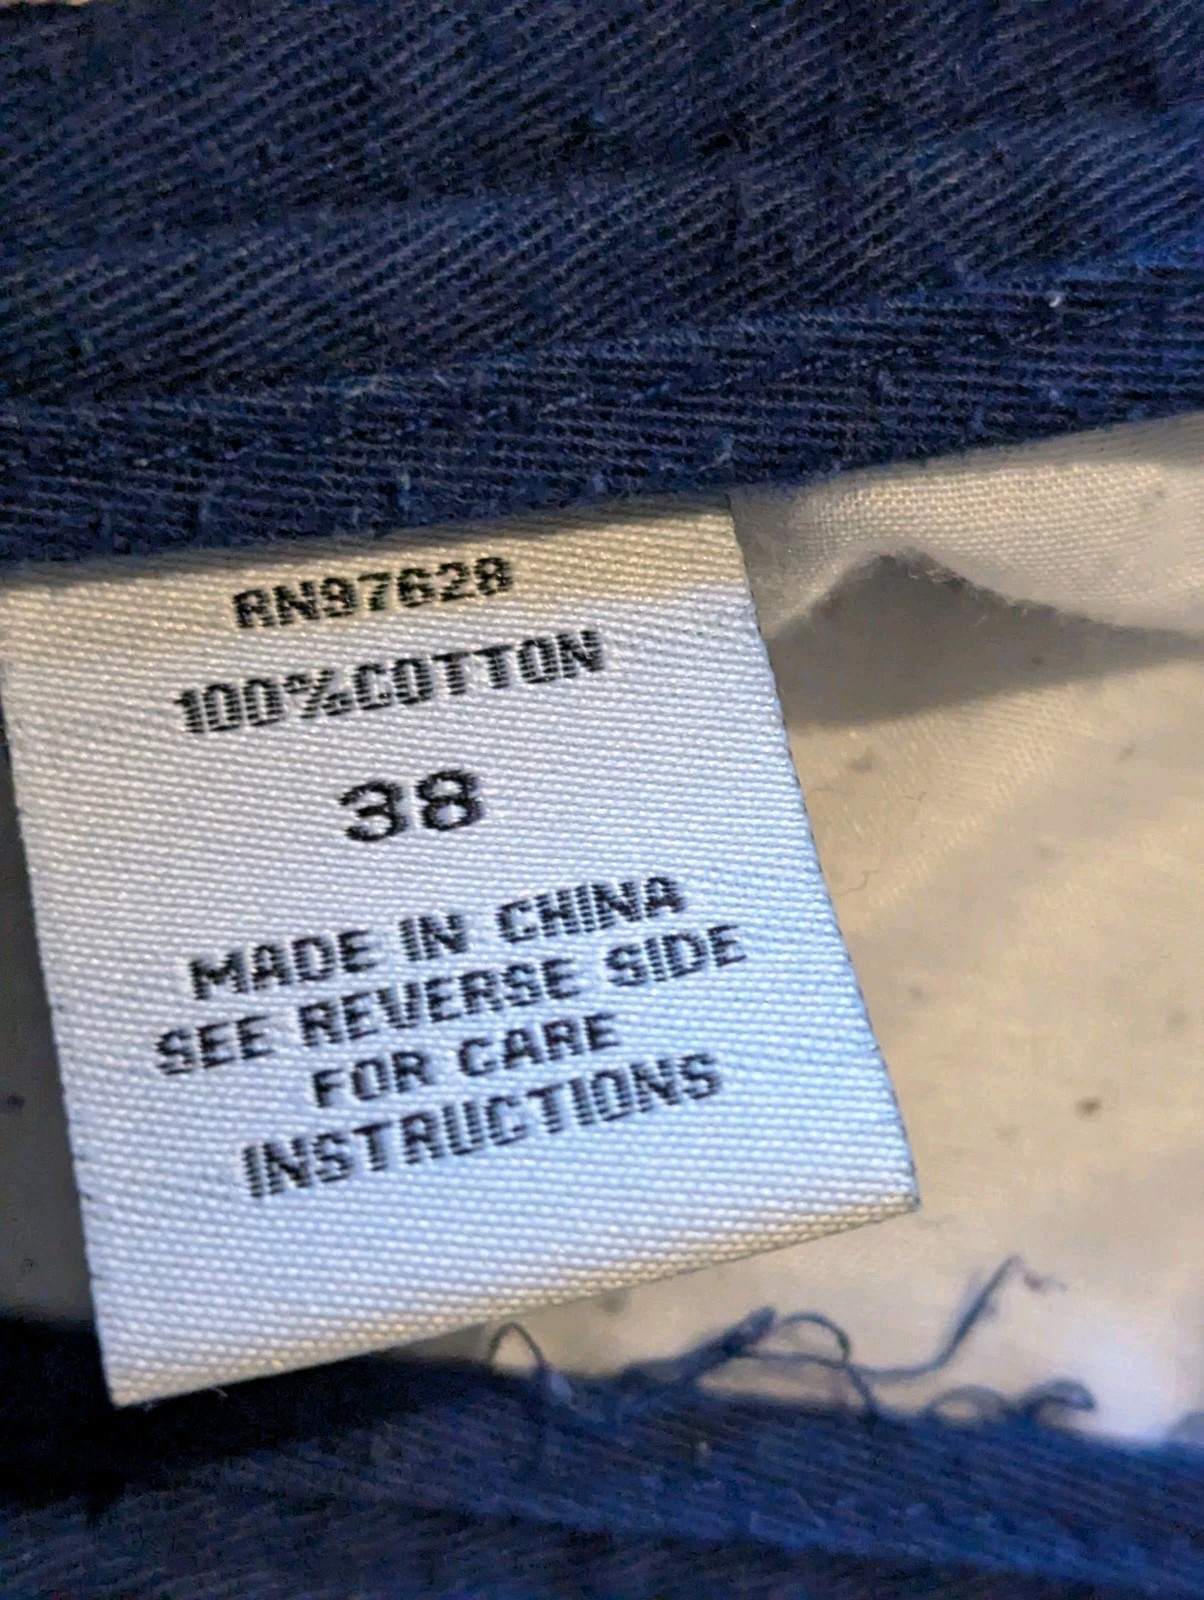 RN97628
100%COTTON
38
MADE IN CHINA
SEE REVERSE SIDE
FOR CARE
INSTRUCTIONS